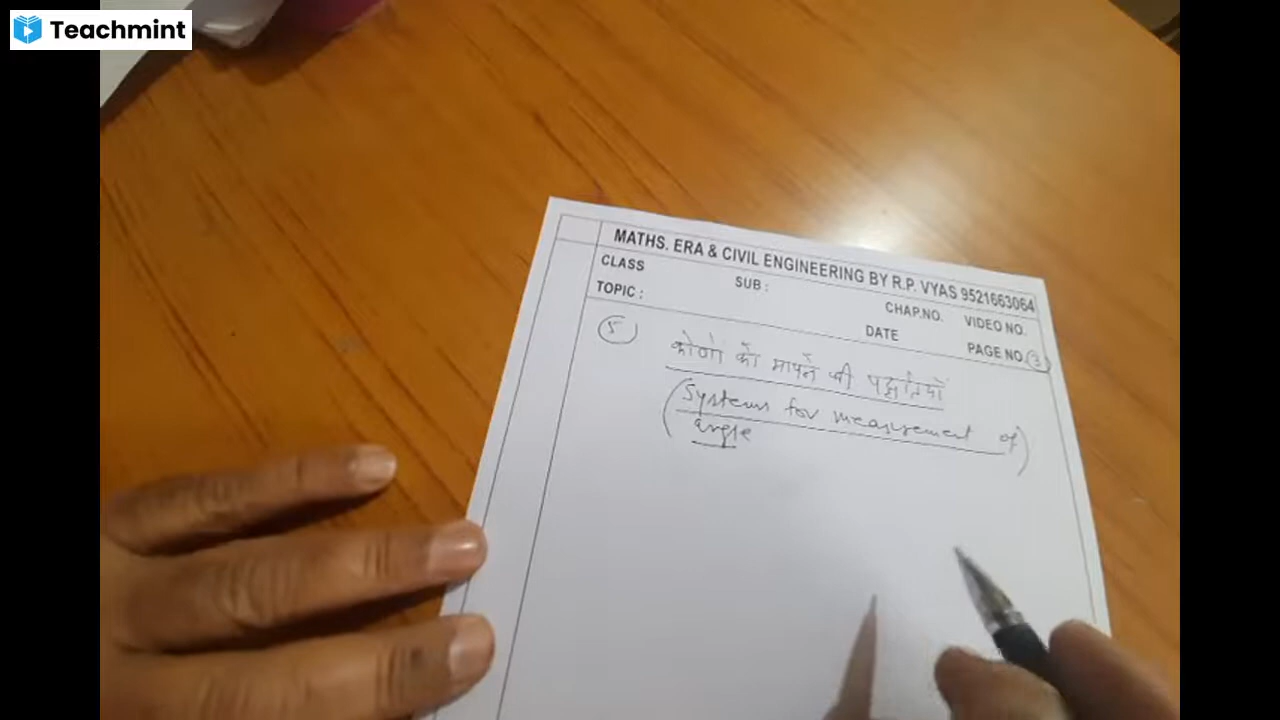 Teachmint
MATHS. ERA & CIVIL ENGINEERING BY R.P. VYAS 9521663064
CLASS SUB : CHAP.NO. VIDEO NO.
TOPIC : DATE PAGE NO. 3
5 कोणों को मापने की पद्धतियाँ
(Systems for measurement of
angle)